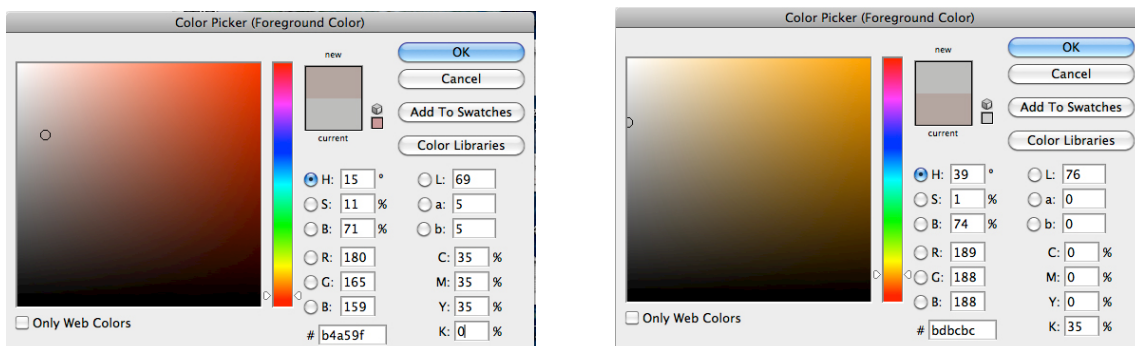 Color Picker (Foreground Color)
new
current
OK
Cancel
Add To Swatches
Color Libraries
H: 15 °
S: 11 %
B: 71 %
R: 180
G: 165
B: 159
# b4a59f
L: 69
a: 5
b: 5
C: 35 %
M: 35 %
Y: 35 %
K: 0 %
Only Web Colors
Color Picker (Foreground Color)
new
current
OK
Cancel
Add To Swatches
Color Libraries
H: 39 °
S: 1 %
B: 74 %
R: 189
G: 188
B: 188
# bdbcbc
L: 76
a: 0
b: 0
C: 0 %
M: 0 %
Y: 0 %
K: 35 %
Only Web Colors